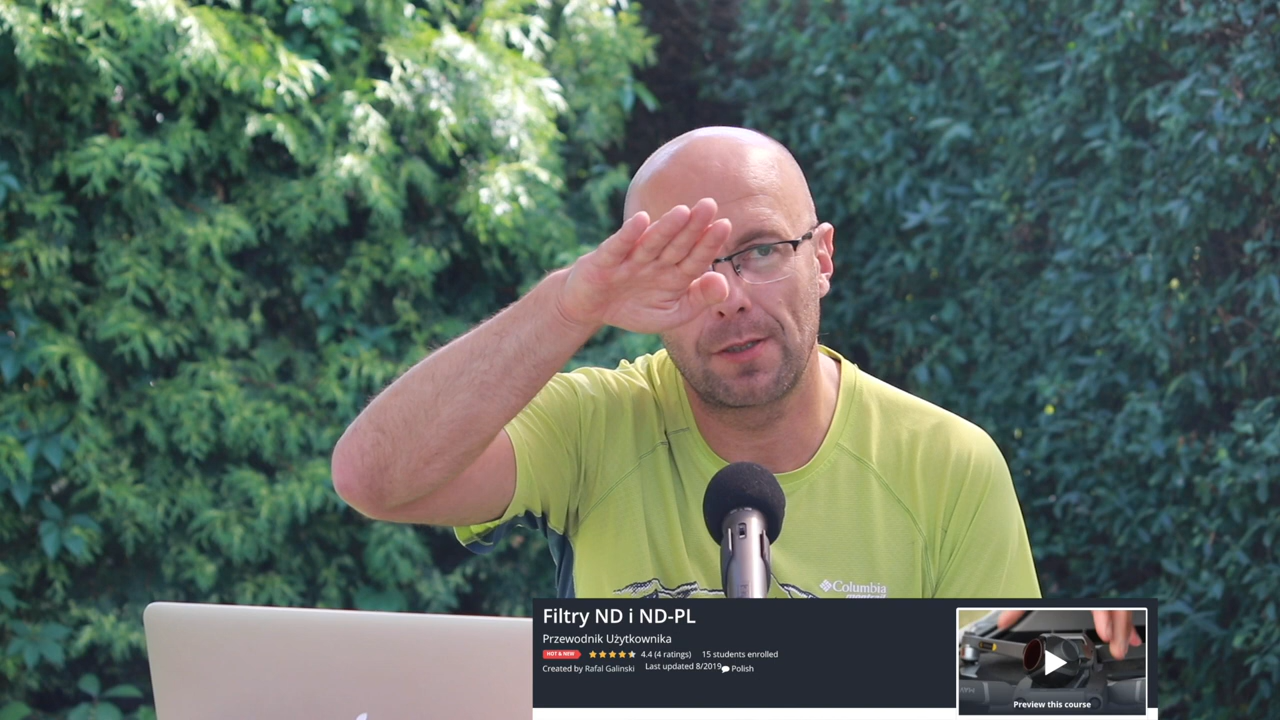 Columbia
Filtry ND i ND-PL
Przewodnik Użytkownika
HOT & NEW 4.4 (4 ratings) 15 students enrolled
Created by Rafal Galinski Last updated 8/2019 Polish
Preview this course